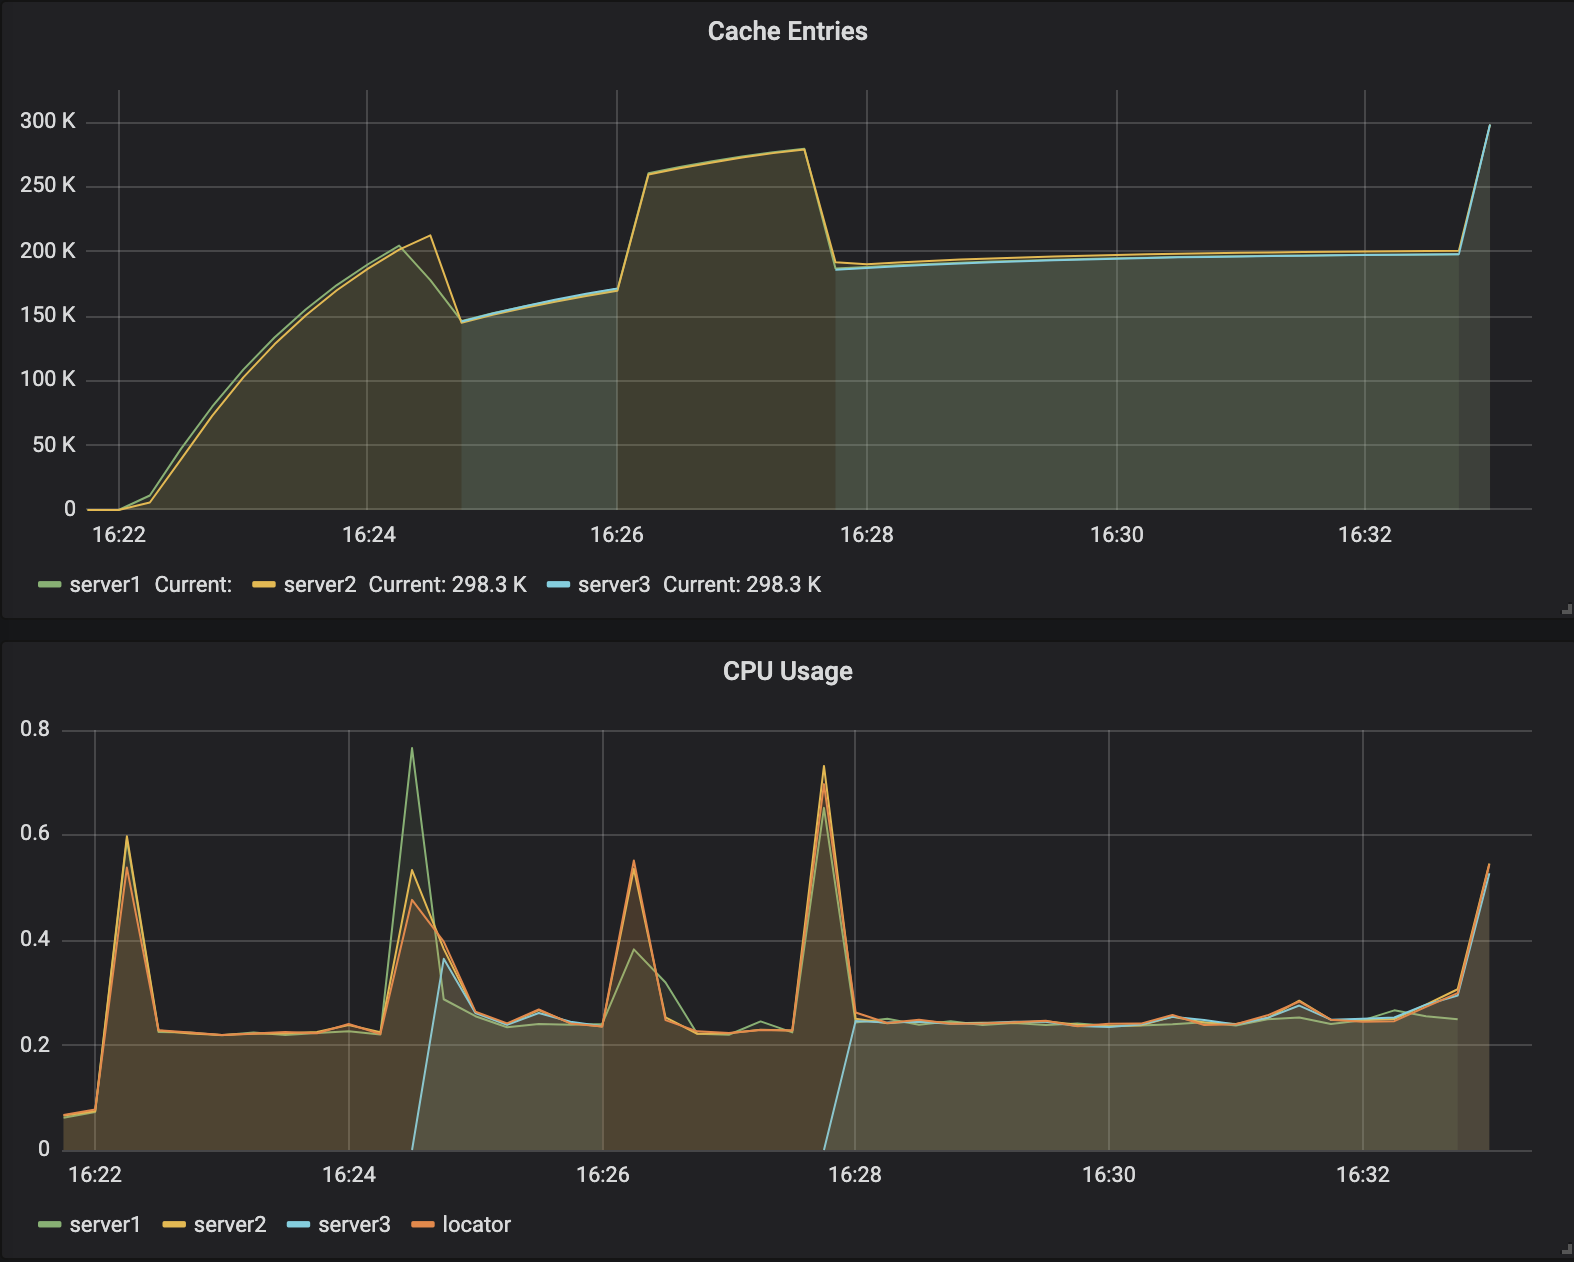 Cache Entries
300 K
250 K
200 K
150 K
100 K
50 K
0
16:22 16:24 16:26 16:28 16:30 16:32
server1 Current: server2 Current: 298.3 K server3 Current: 298.3 K
CPU Usage
0.8
0.6
0.4
0.2
0
16:22 16:24 16:26 16:28 16:30 16:32
server1 server2 server3 locator